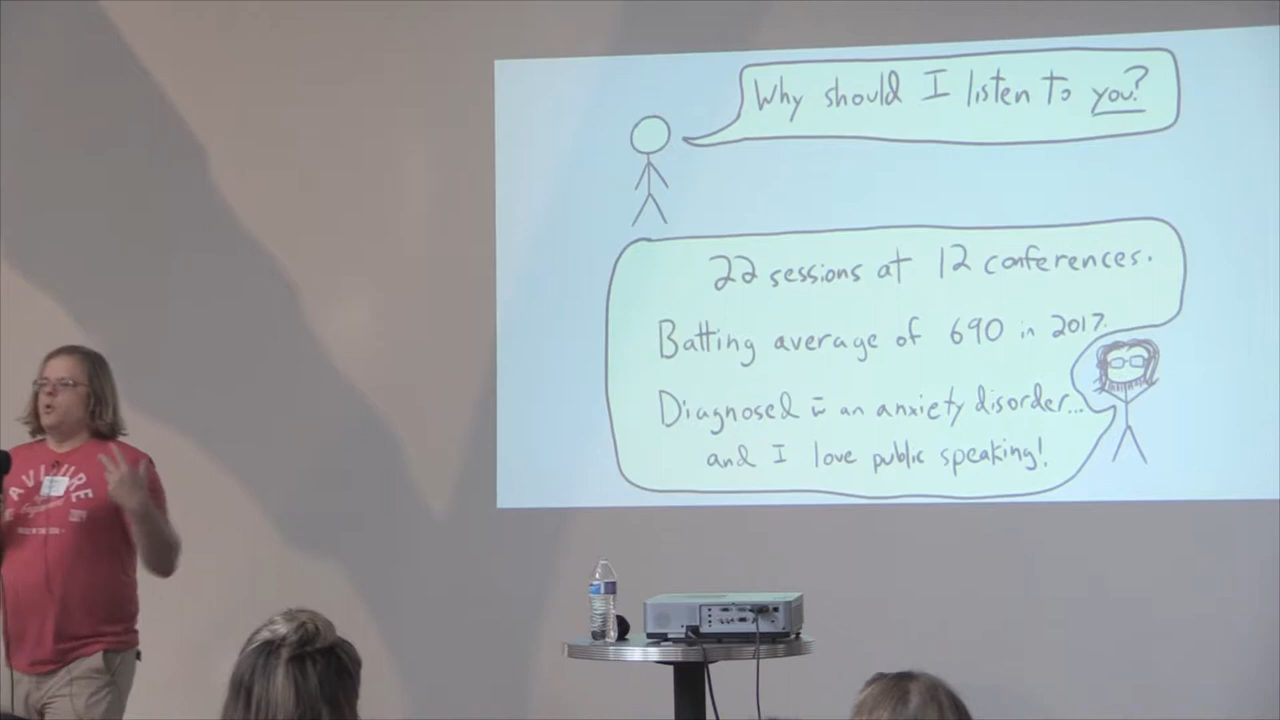 Why should I listen to you?
22 sessions at 12 conferences.
Batting average of 690 in 2017.
Diagnosed w̄ an anxiety disorder...
and I love public speaking!